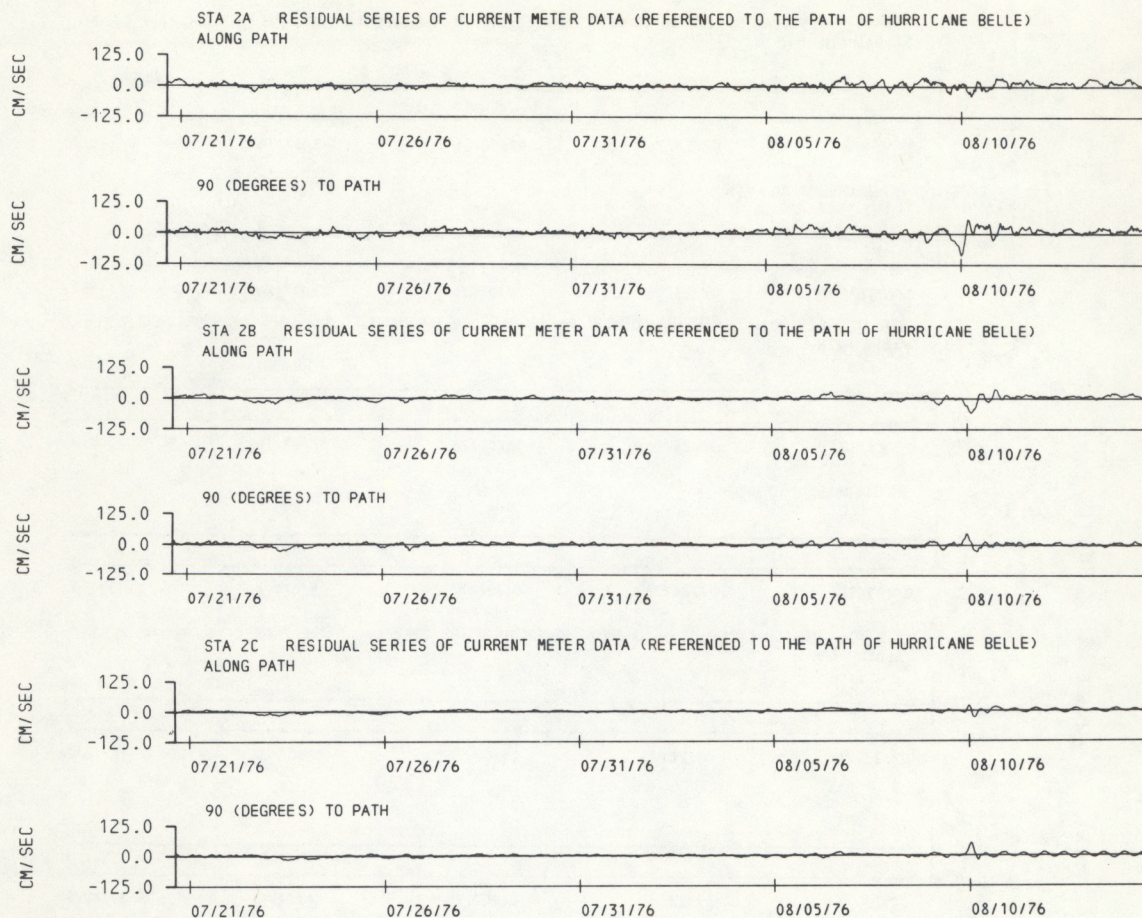 STA 2A RESIDUAL SERIES OF CURRENT METER DATA (REFERENCED TO THE PATH OF HURRICANE BELLE)
ALONG PATH
CM/SEC
125.0
0.0
-125.0
07/21/76 07/26/76 07/31/76 08/05/76 08/10/76
90 (DEGREES) TO PATH
CM/SEC
125.0
0.0
-125.0
07/21/76 07/26/76 07/31/76 08/05/76 08/10/76
STA 2B RESIDUAL SERIES OF CURRENT METER DATA (REFERENCED TO THE PATH OF HURRICANE BELLE)
ALONG PATH
CM/SEC
125.0
0.0
-125.0
07/21/76 07/26/76 07/31/76 08/05/76 08/10/76
90 (DEGREES) TO PATH
CM/SEC
125.0
0.0
-125.0
07/21/76 07/26/76 07/31/76 08/05/76 08/10/76
STA 2C RESIDUAL SERIES OF CURRENT METER DATA (REFERENCED TO THE PATH OF HURRICANE BELLE)
ALONG PATH
CM/SEC
125.0
0.0
-125.0
07/21/76 07/26/76 07/31/76 08/05/76 08/10/76
90 (DEGREES) TO PATH
CM/SEC
125.0
0.0
-125.0
07/21/76 07/26/76 07/31/76 08/05/76 08/10/76